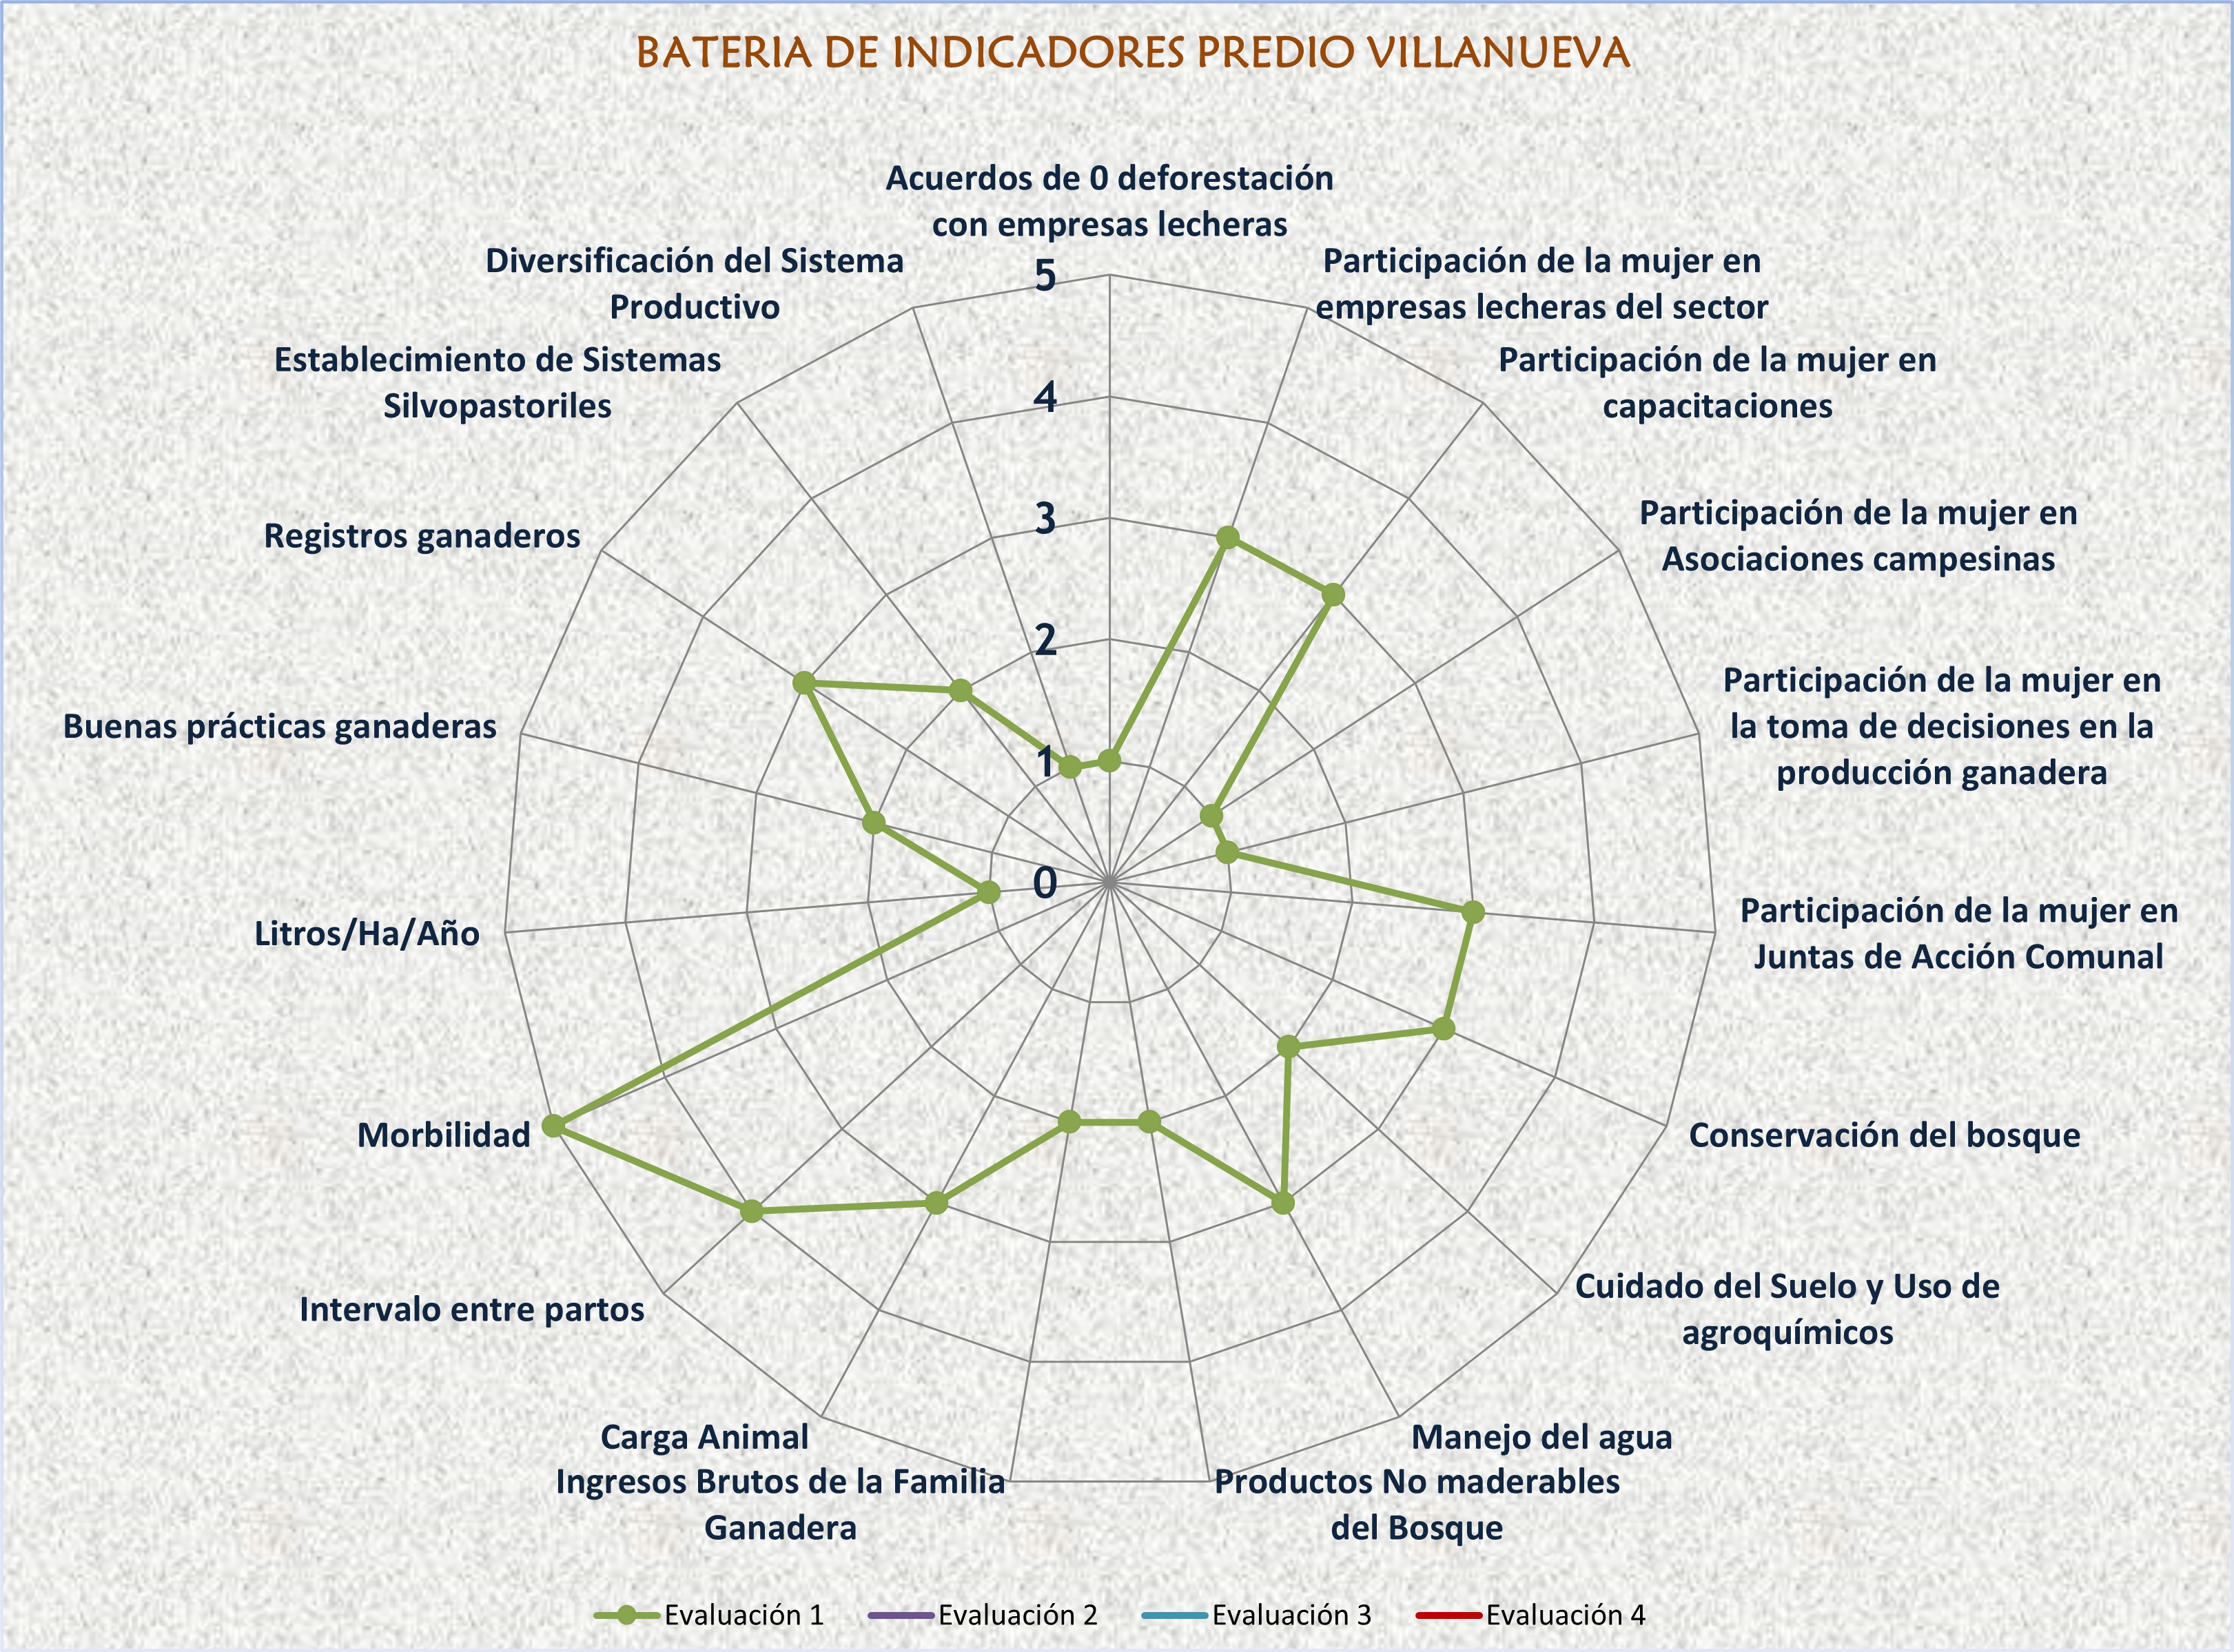 BATERIA DE INDICADORES PREDIO VILLANUEVA
Acuerdos de 0 deforestación
con empresas lecheras
Participación de la mujer en
empresas lecheras del sector
Participación de la mujer en
capacitaciones
Participación de la mujer en
Asociaciones campesinas
Participación de la mujer en
la toma de decisiones en la
producción ganadera
Participación de la mujer en
Juntas de Acción Comunal
Conservación del bosque
Cuidado del Suelo y Uso de
agroquímicos
Manejo del agua
Productos No maderables
del Bosque
Ingresos Brutos de la Familia
Ganadera
Carga Animal
Intervalo entre partos
Morbilidad
Litros/Ha/Año
Buenas prácticas ganaderas
Registros ganaderos
Establecimiento de Sistemas
Silvopastoriles
Diversificación del Sistema
Productivo
5
4
3
2
1
0
Evaluación 1 Evaluación 2 Evaluación 3 Evaluación 4